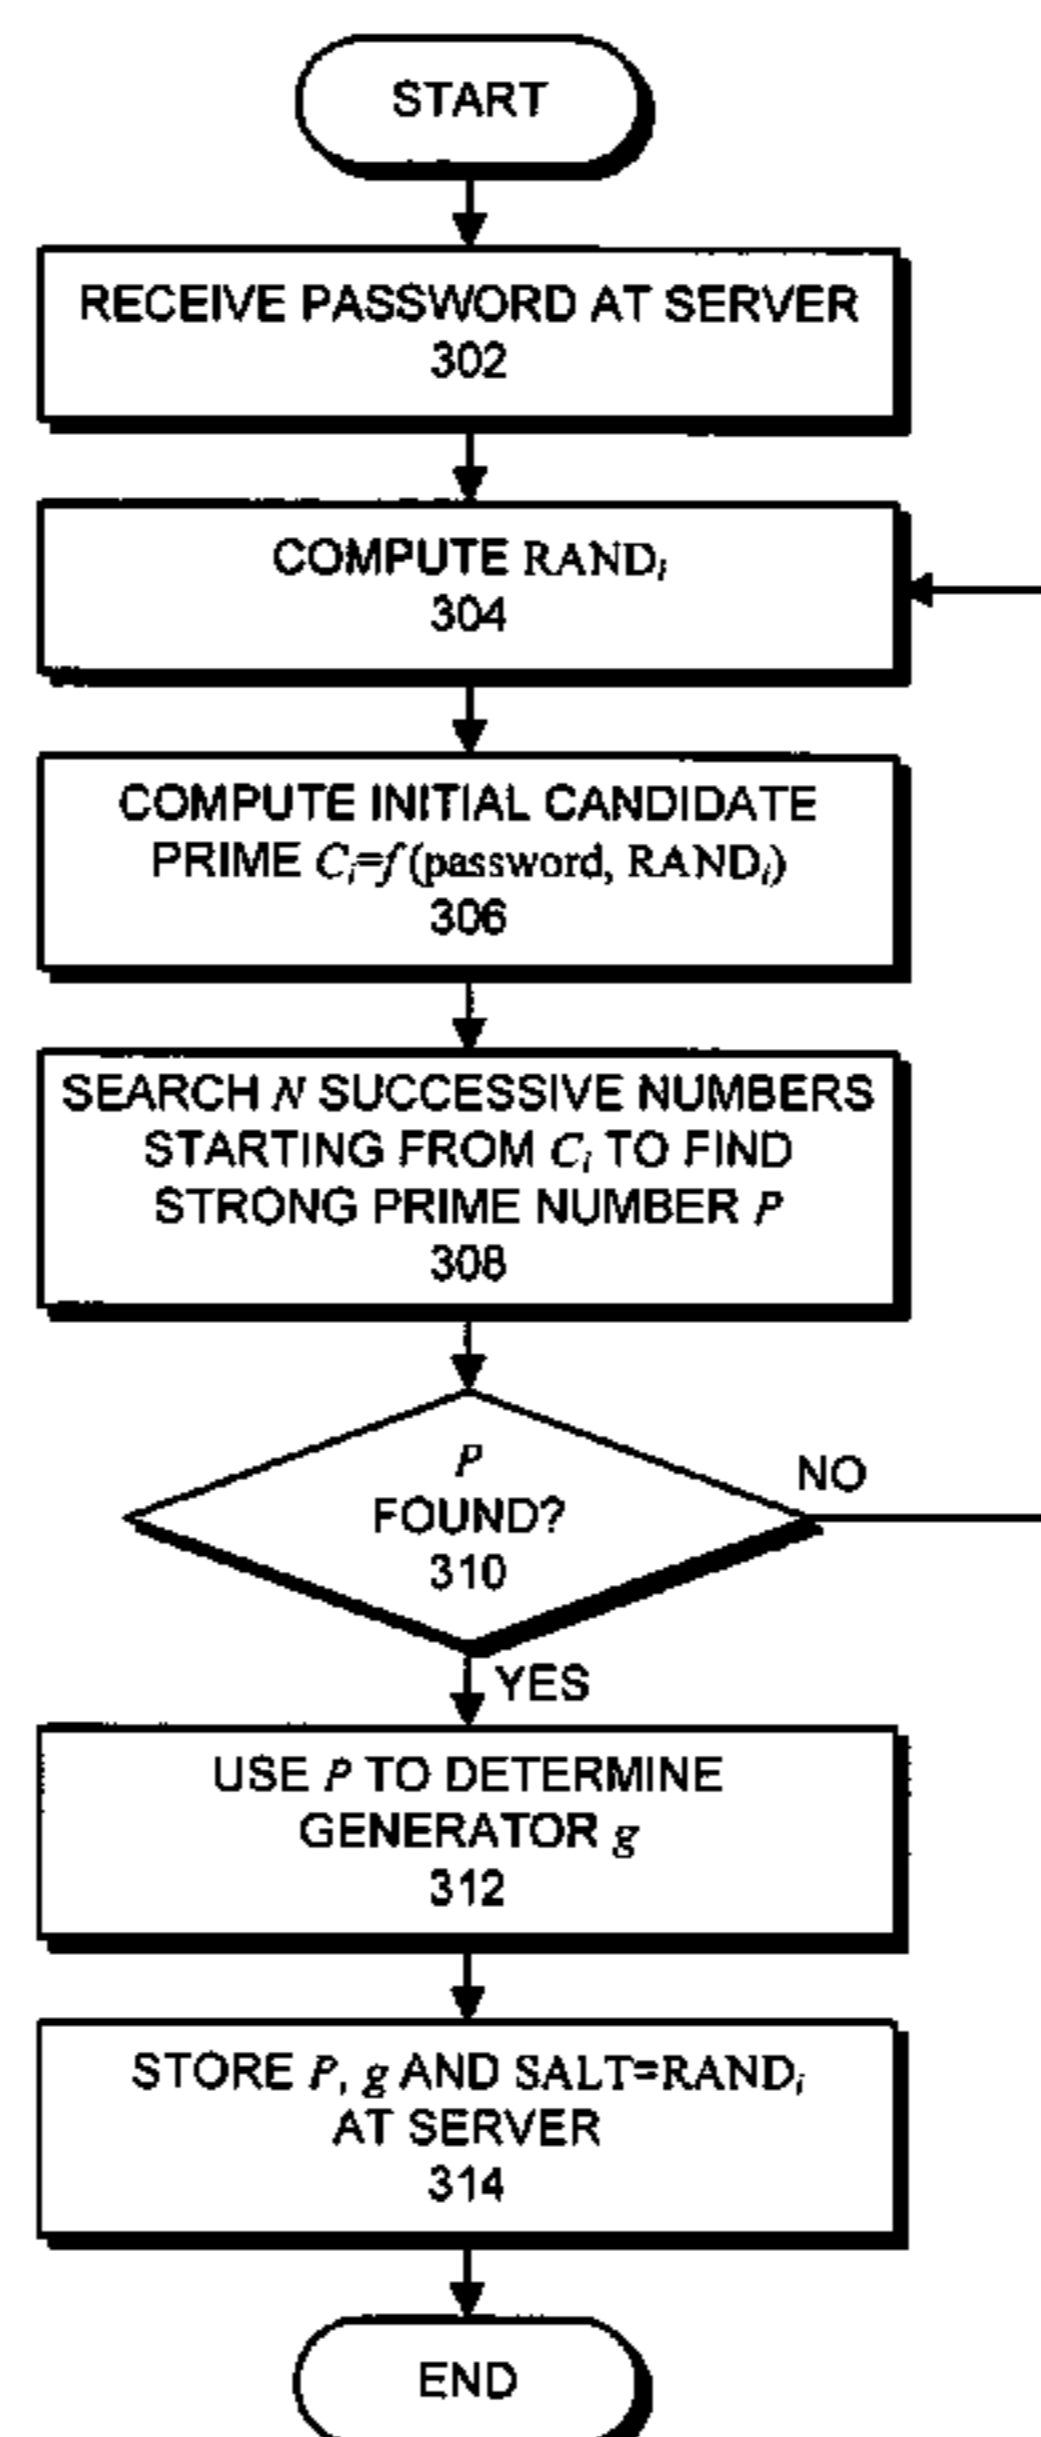 START
RECEIVE PASSWORD AT SERVER
302
COMPUTE RANDᵢ
304
COMPUTE INITIAL CANDIDATE
PRIME Cᵢ=f(password, RANDᵢ)
306
SEARCH N SUCCESSIVE NUMBERS
STARTING FROM Cᵢ TO FIND
STRONG PRIME NUMBER P
308
P
FOUND?
310
NO
YES
USE P TO DETERMINE
GENERATOR g
312
STORE P, g AND SALT=RANDᵢ
AT SERVER
314
END